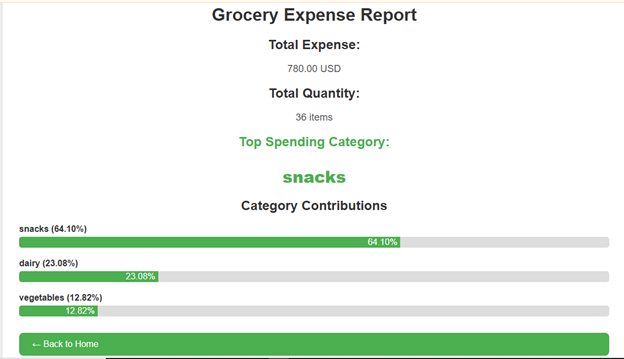 Grocery Expense Report
Total Expense:
780.00 USD
Total Quantity:
36 items
Top Spending Category:
snacks
Category Contributions
snacks (64.10%)
64.10%
dairy (23.08%)
23.08%
vegetables (12.82%)
12.82%
← Back to Home